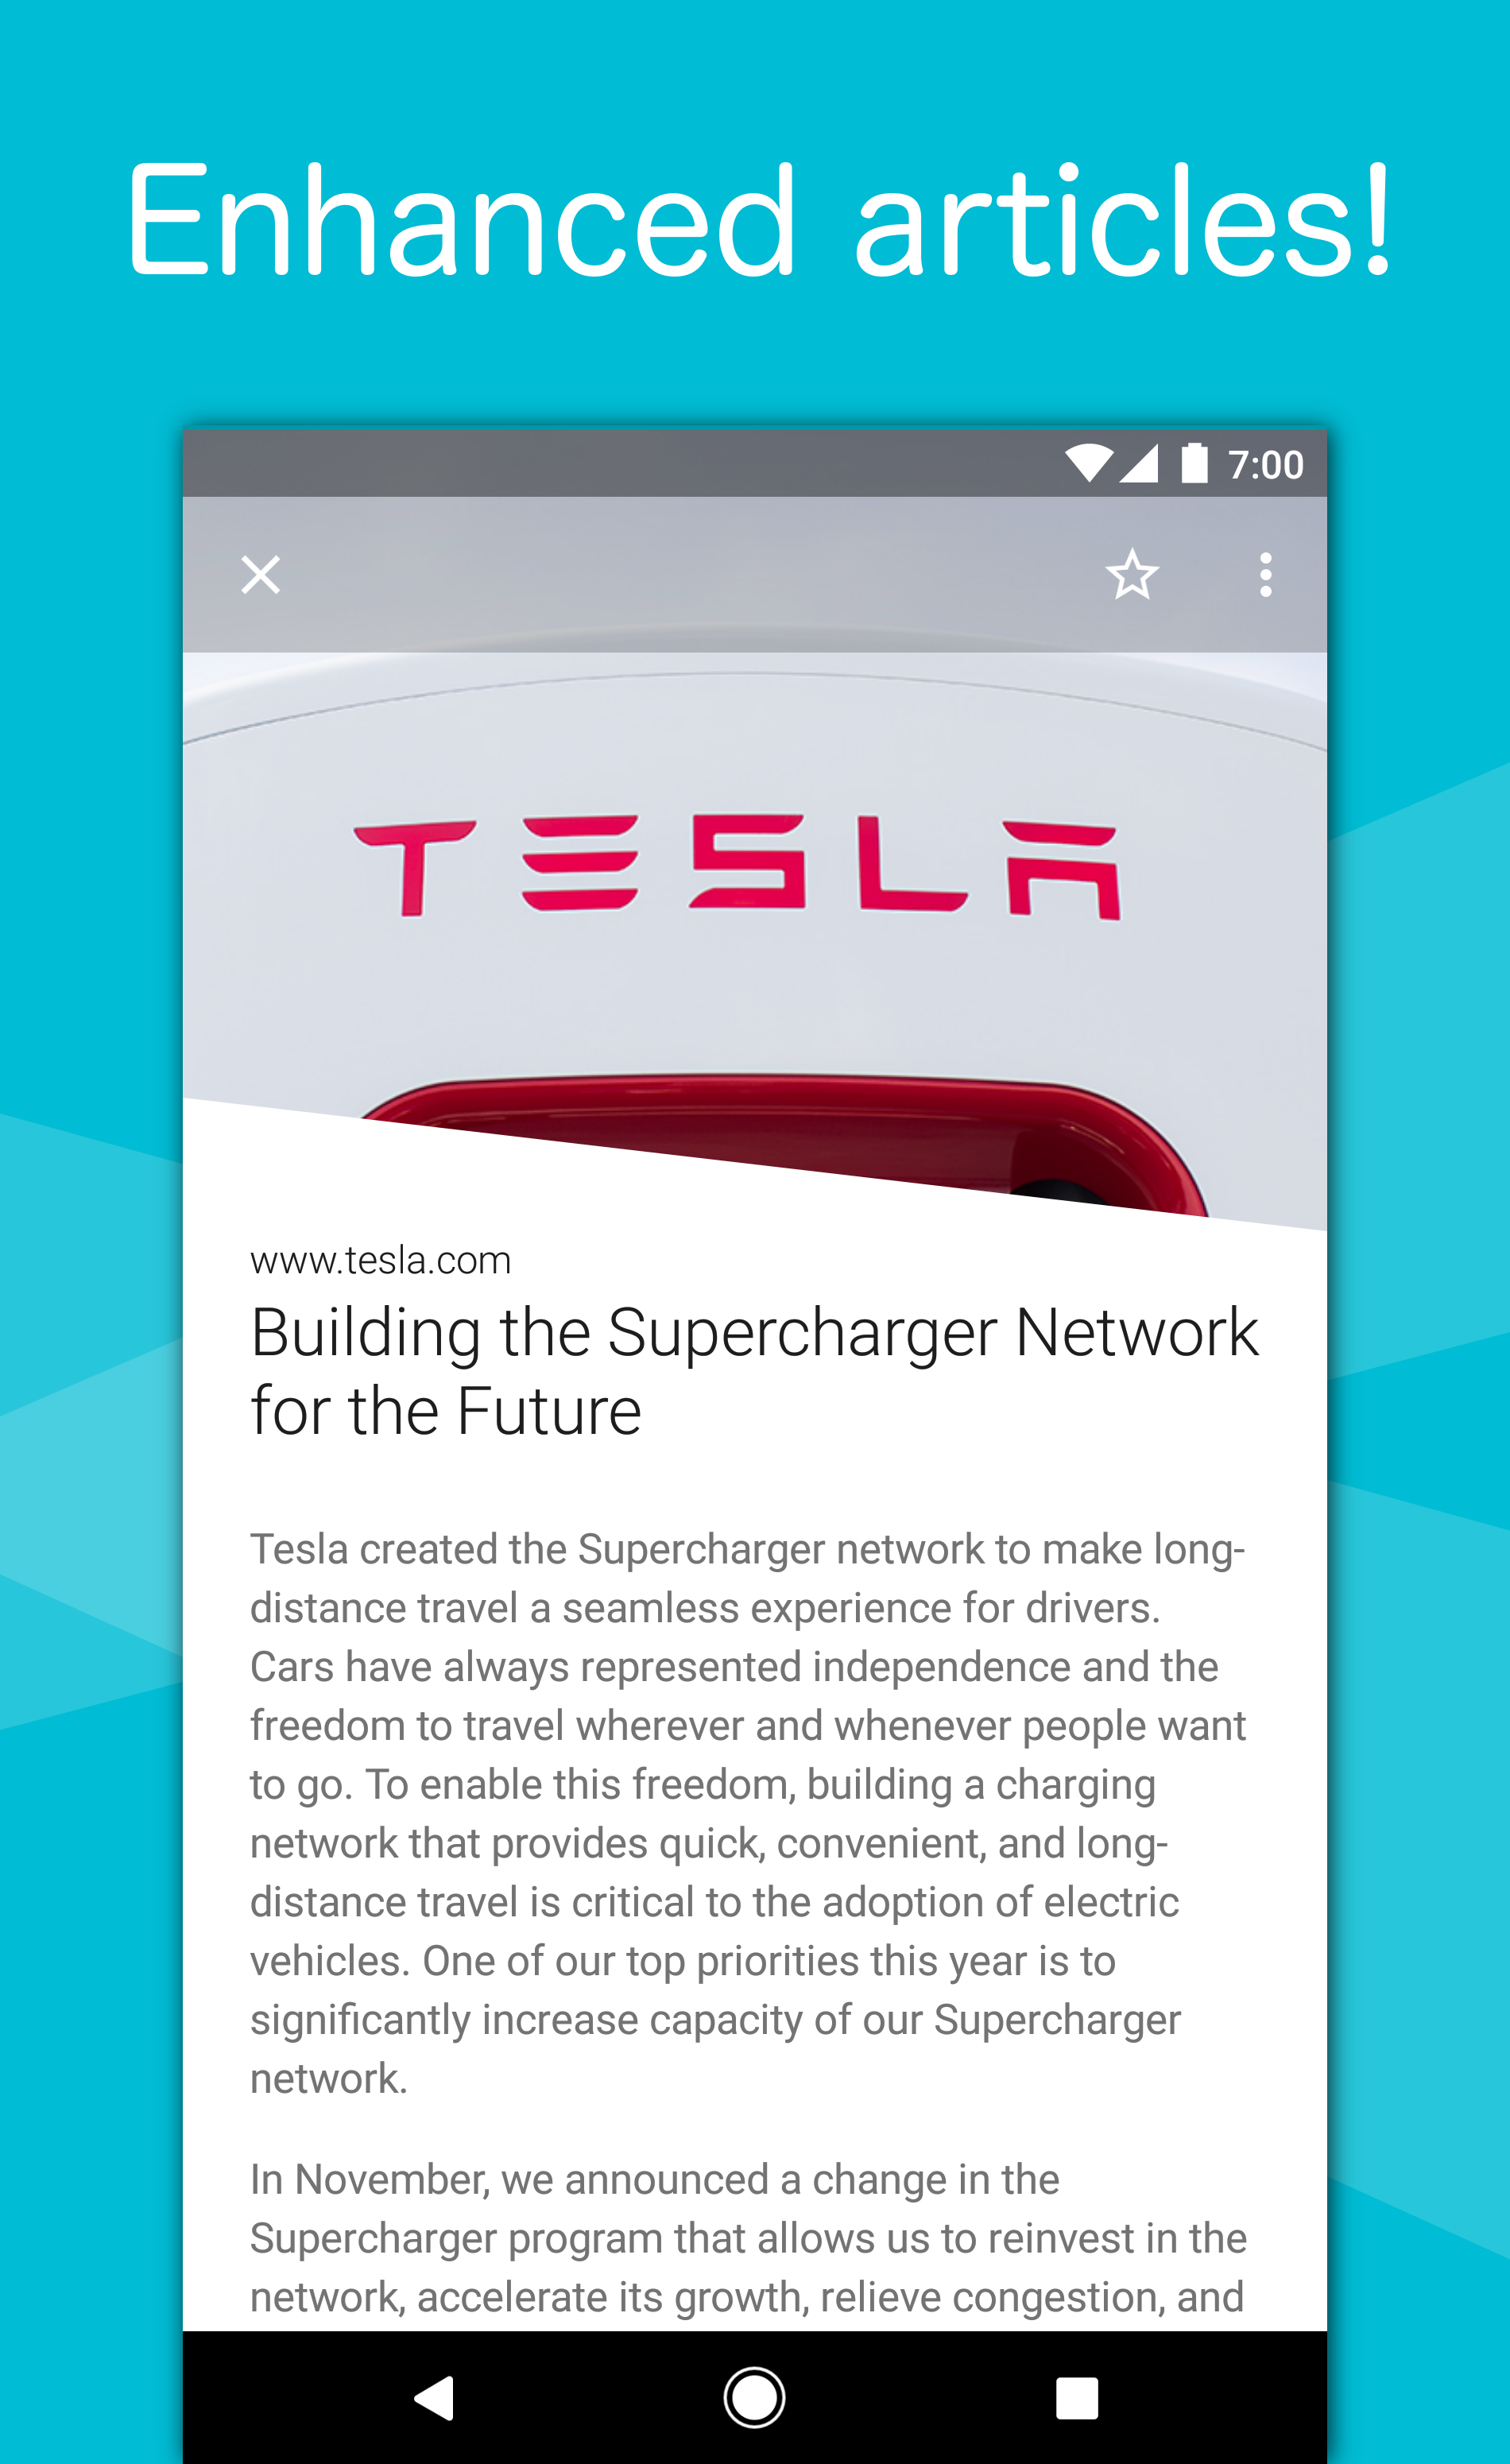 Enhanced articles!
7:00
TESLA
www.tesla.com
Building the Supercharger Network
for the Future
Tesla created the Supercharger network to make long-
distance travel a seamless experience for drivers.
Cars have always represented independence and the
freedom to travel wherever and whenever people want
to go. To enable this freedom, building a charging
network that provides quick, convenient, and long-
distance travel is critical to the adoption of electric
vehicles. One of our top priorities this year is to
significantly increase capacity of our Supercharger
network.
In November, we announced a change in the
Supercharger program that allows us to reinvest in the
network, accelerate its growth, relieve congestion, and